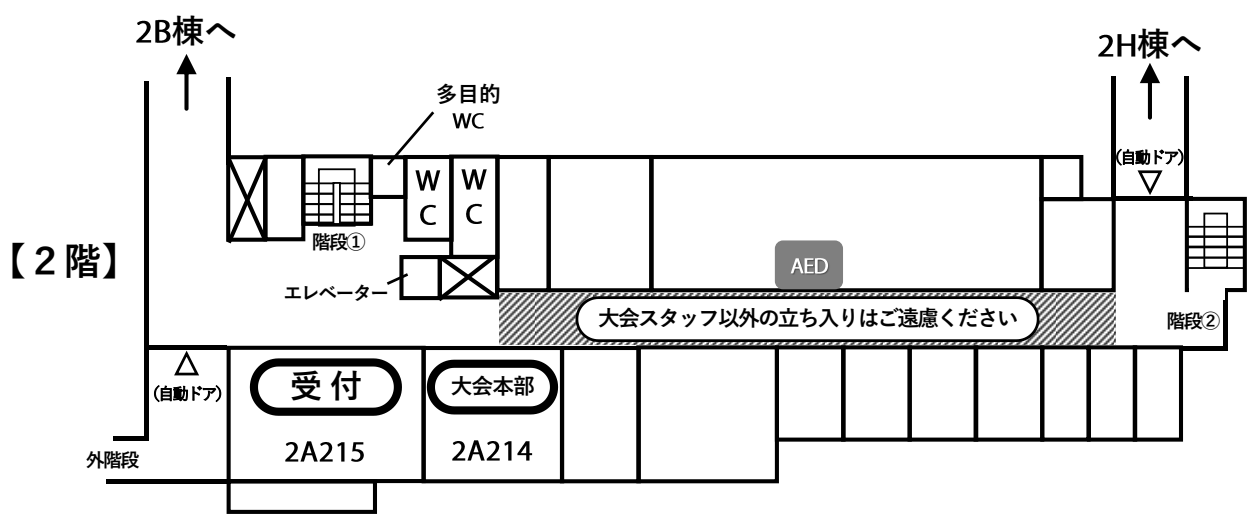 2B棟へ
2H棟へ
多目的
WC
(自動ドア)
W
C
W
C
階段①
【2階】
AED
エレベーター
大会スタッフ以外の立ち入りはご遠慮ください
階段②
(自動ドア)
受付
大会本部
2A215
2A214
外階段